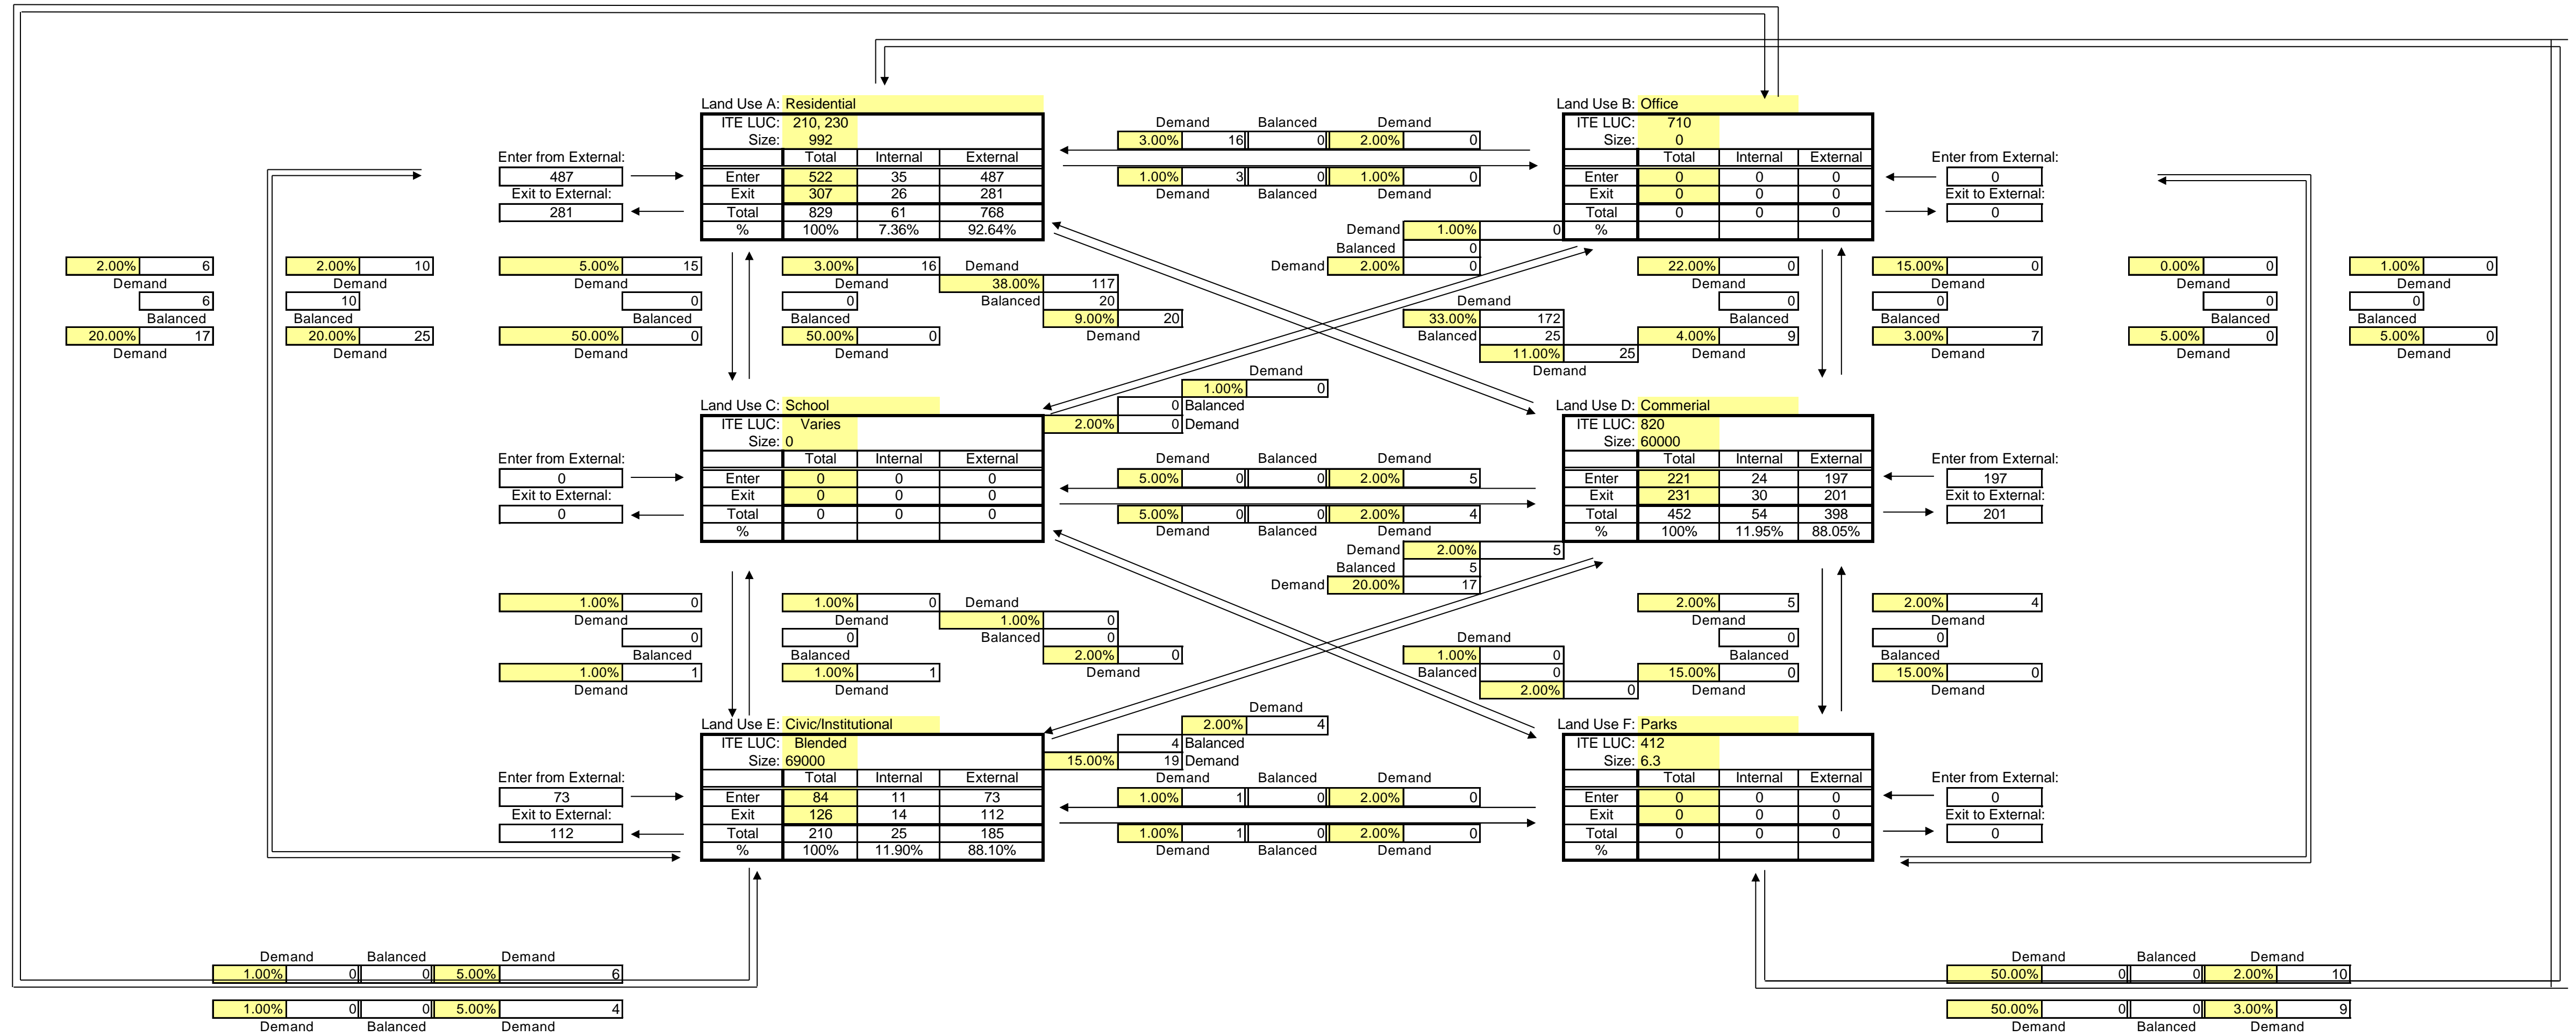 Land Use A: Residential Land Use B: Office
ITE LUC: 210, 230 Demand Balanced Demand ITE LUC: 710
Size: 992 3.00% 16 0 2.00% 0 Size: 0
Enter from External: Total Internal External Total Internal External Enter from External:
487 Enter 522 35 487 1.00% 3 0 1.00% 0 Enter 0 0 0 0
Exit to External: Exit 307 26 281 Demand Balanced Demand Exit 0 0 0 Exit to External:
281 Total 829 61 768 Total 0 0 0 0
% 100% 7.36% 92.64% Demand 1.00% 0 %
Balanced 0
2.00% 6 2.00% 10 5.00% 15 3.00% 16 Demand Demand 2.00% 0 22.00% 0 15.00% 0 0.00% 0 1.00% 0
Demand Demand Demand Demand 38.00% 117 Demand Demand Demand Demand
6 10 0 0 Balanced 20 Demand 0 0 0 0
Balanced Balanced Balanced Balanced 9.00% 20 33.00% 172 Balanced Balanced Balanced Balanced
20.00% 17 20.00% 25 50.00% 0 50.00% 0 Demand Balanced 25 4.00% 9 3.00% 7 5.00% 0 5.00% 0
Demand Demand Demand Demand 11.00% 25 Demand Demand Demand Demand
Demand Demand
1.00% 0
Land Use C: School 0 Balanced Land Use D: Commerial
ITE LUC: Varies 2.00% 0 Demand ITE LUC: 820
Size: 0 Size: 60000
Enter from External: Total Internal External Demand Balanced Demand Total Internal External Enter from External:
0 Enter 0 0 0 5.00% 0 0 2.00% 5 Enter 221 24 197 197
Exit to External: Exit 0 0 0 Exit 231 30 201 Exit to External:
0 Total 0 0 0 5.00% 0 0 2.00% 4 Total 452 54 398 201
% Demand Balanced Demand % 100% 11.95% 88.05%
Demand 2.00% 5
Balanced 5
Demand 20.00% 17
1.00% 0 1.00% 0 Demand 2.00% 5 2.00% 4
Demand Demand 1.00% 0 Demand Demand
0 0 Balanced 0 Demand 0 0
Balanced Balanced 2.00% 0 1.00% 0 Balanced Balanced
1.00% 1 1.00% 1 Demand Balanced 0 15.00% 0 15.00% 0
Demand Demand 2.00% 0 Demand Demand
Demand
Land Use E: Civic/Institutional 2.00% 4 Land Use F: Parks
ITE LUC: Blended 4 Balanced ITE LUC: 412
Size: 69000 15.00% 19 Demand Size: 6.3
Enter from External: Total Internal External Demand Balanced Demand Total Internal External Enter from External:
73 Enter 84 11 73 1.00% 1 0 2.00% 0 Enter 0 0 0 0
Exit to External: Exit 126 14 112 Exit 0 0 0 Exit to External:
112 Total 210 25 185 1.00% 1 0 2.00% 0 Total 0 0 0 0
% 100% 11.90% 88.10% Demand Balanced Demand %
Demand Balanced Demand Demand Balanced Demand
1.00% 0 0 5.00% 6 50.00% 0 0 2.00% 10
1.00% 0 0 5.00% 4 50.00% 0 0 3.00% 9
Demand Balanced Demand Demand Balanced Demand